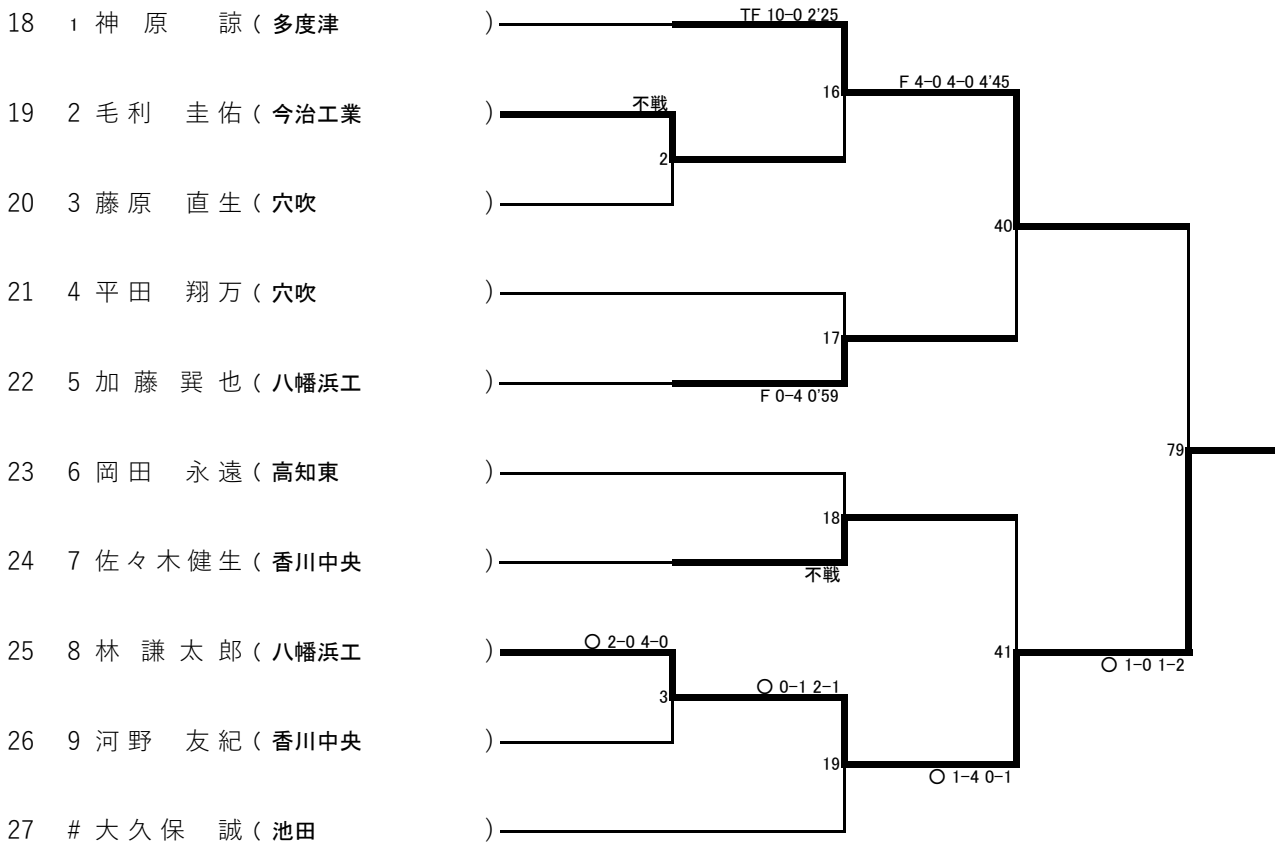 TF 10-0 2'25
18 1 神 原 諒 ( 多度津 )
F 4-0 4-0 4'45
16
不戦
19 2 毛 利 圭 佑 ( 今治工業 )
2
20 3 藤 原 直 生 ( 穴吹 )
40
21 4 平 田 翔 万 ( 穴吹 )
17
22 5 加 藤 巽 也 ( 八幡浜工 )
F 0-4 0'59
79
23 6 岡 田 永 遠 ( 高知東 )
18
24 7 佐 々 木 健 生 ( 香川中央 )
不戦
○ 2-0 4-0
25 8 林 謙 太 郎 ( 八幡浜工 )
41
○ 1-0 1-2
○ 0-1 2-1
3
26 9 河 野 友 紀 ( 香川中央 )
19
○ 1-4 0-1
27 # 大 久 保 誠 ( 池田 )